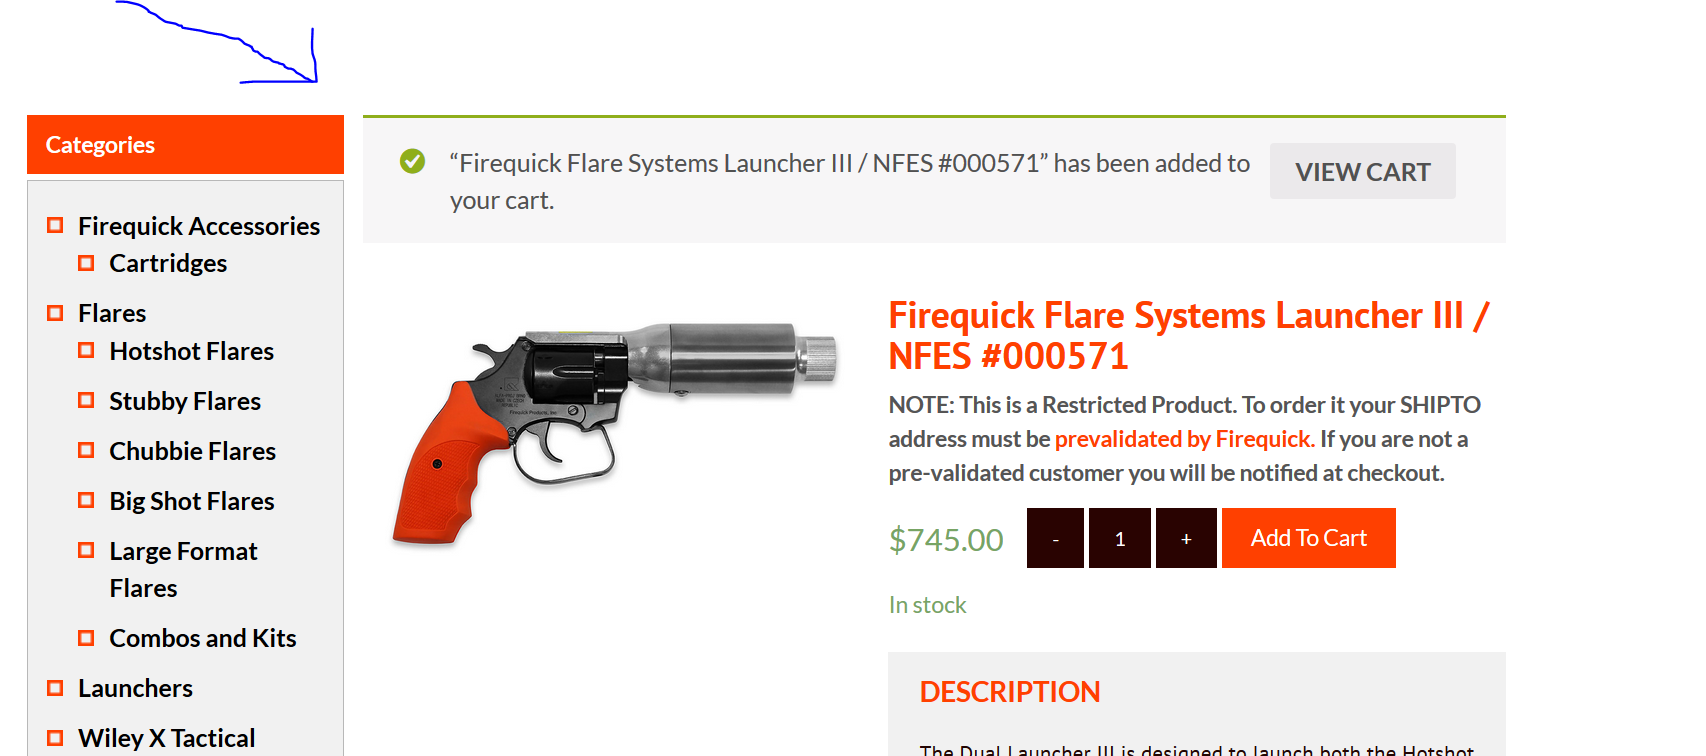 Categories
Firequick Accessories
Cartridges
Flares
Hotshot Flares
Stubby Flares
Chubbie Flares
Big Shot Flares
Large Format
Flares
Combos and Kits
Launchers
Wiley X Tactical
“Firequick Flare Systems Launcher III / NFES #000571” has been added to
your cart.
VIEW CART
Firequick Flare Systems Launcher III /
NFES #000571
NOTE: This is a Restricted Product. To order it your SHIPTO
address must be prevalidated by Firequick. If you are not a
pre-validated customer you will be notified at checkout.
$745.00 - 1 + Add To Cart
In stock
DESCRIPTION
The Dual Launcher III is designed to launch both the Hotshot